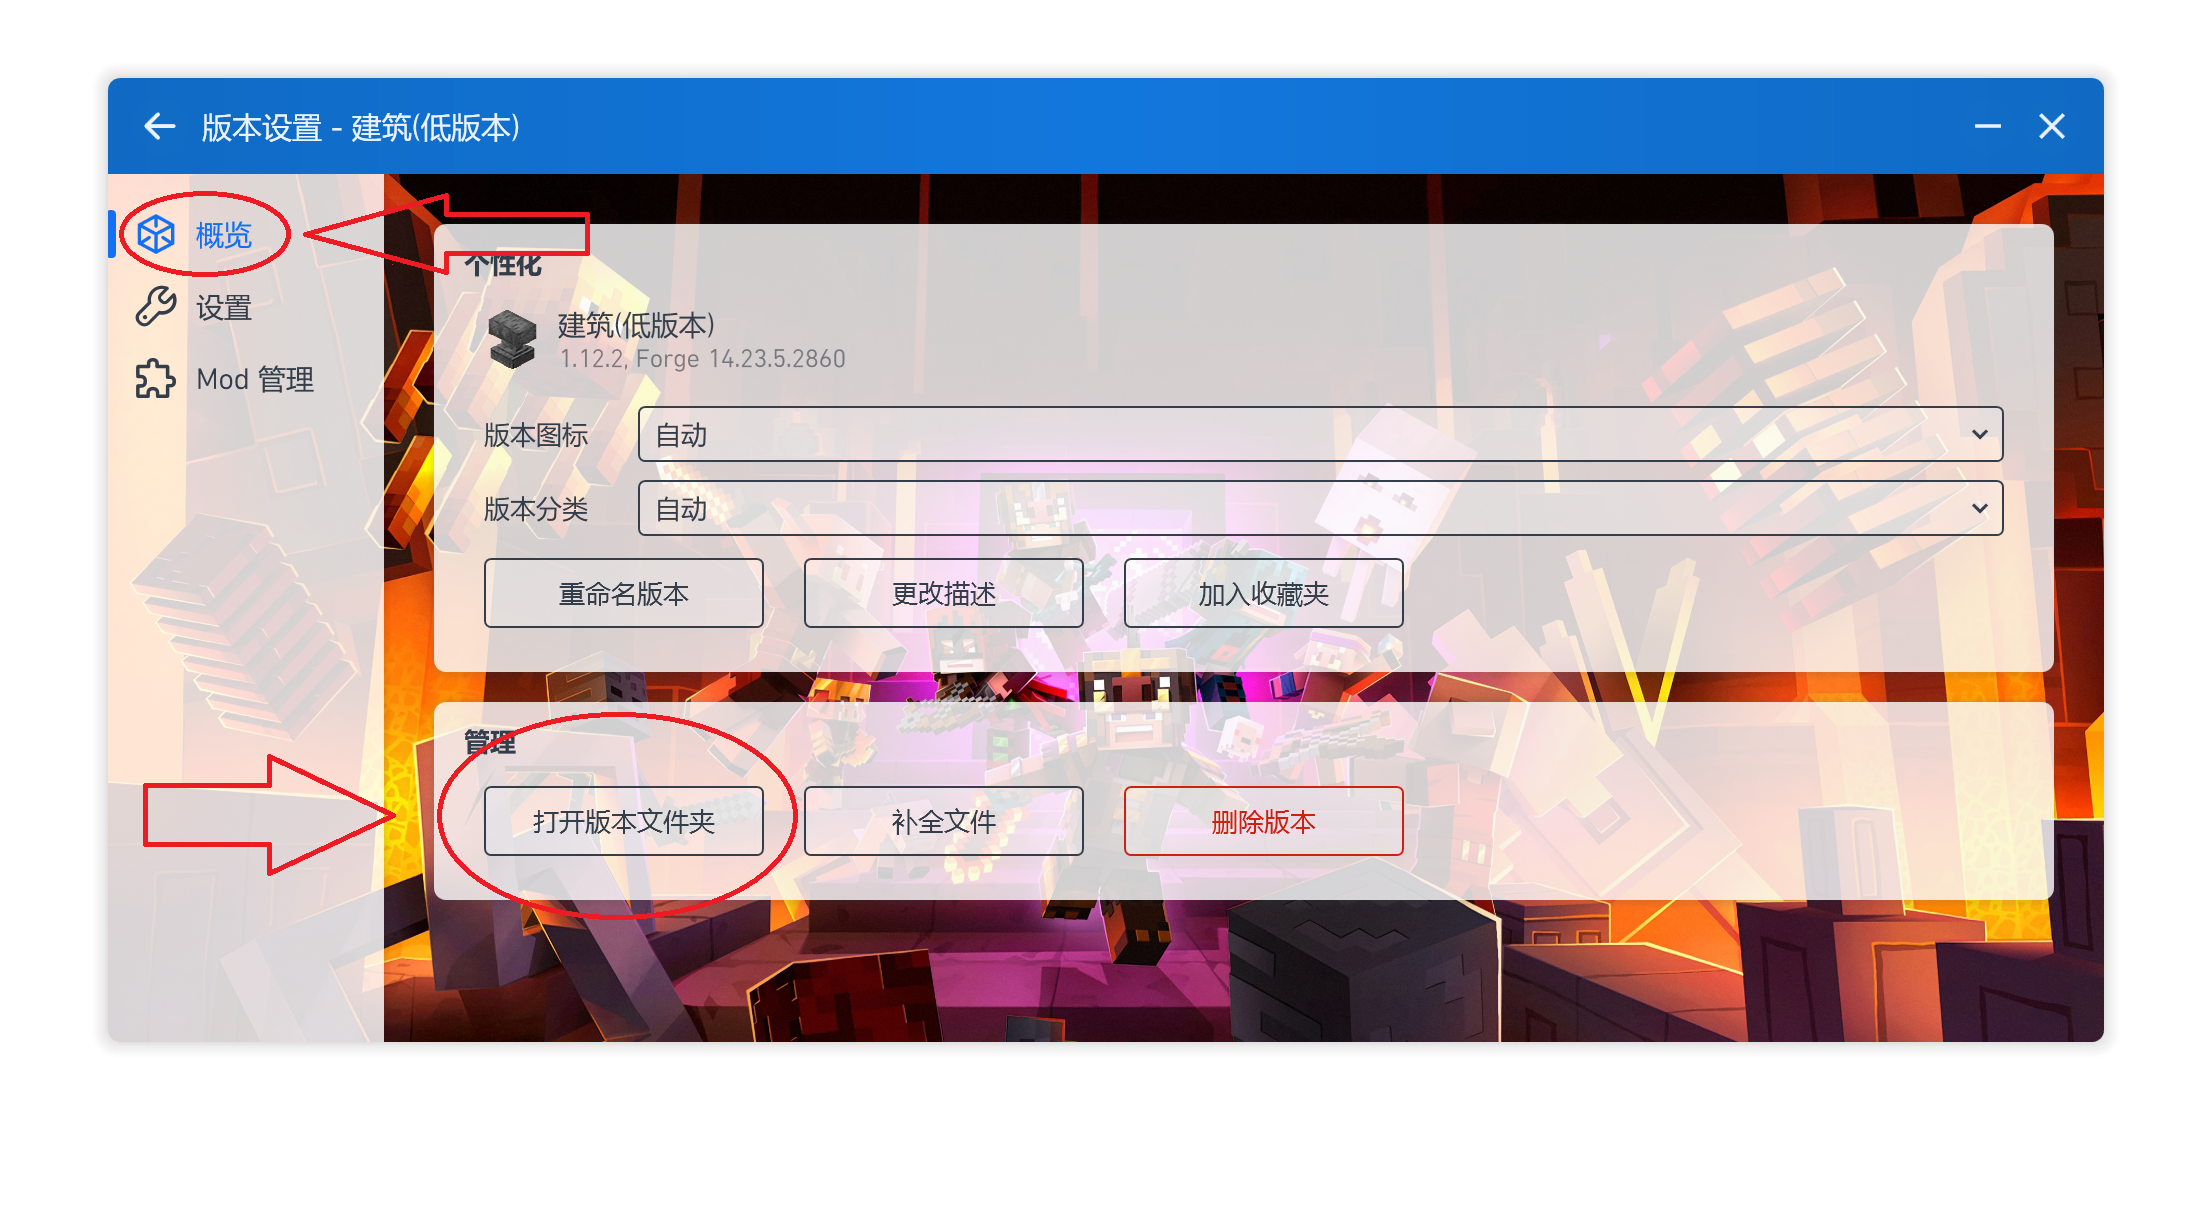 版本设置 - 建筑(低版本)
概览
设置
Mod 管理
个性化
建筑(低版本)
1.12.2, Forge 14.23.5.2860
版本图标 自动
版本分类 自动
重命名版本 更改描述 加入收藏夹
管理
打开版本文件夹 补全文件 删除版本